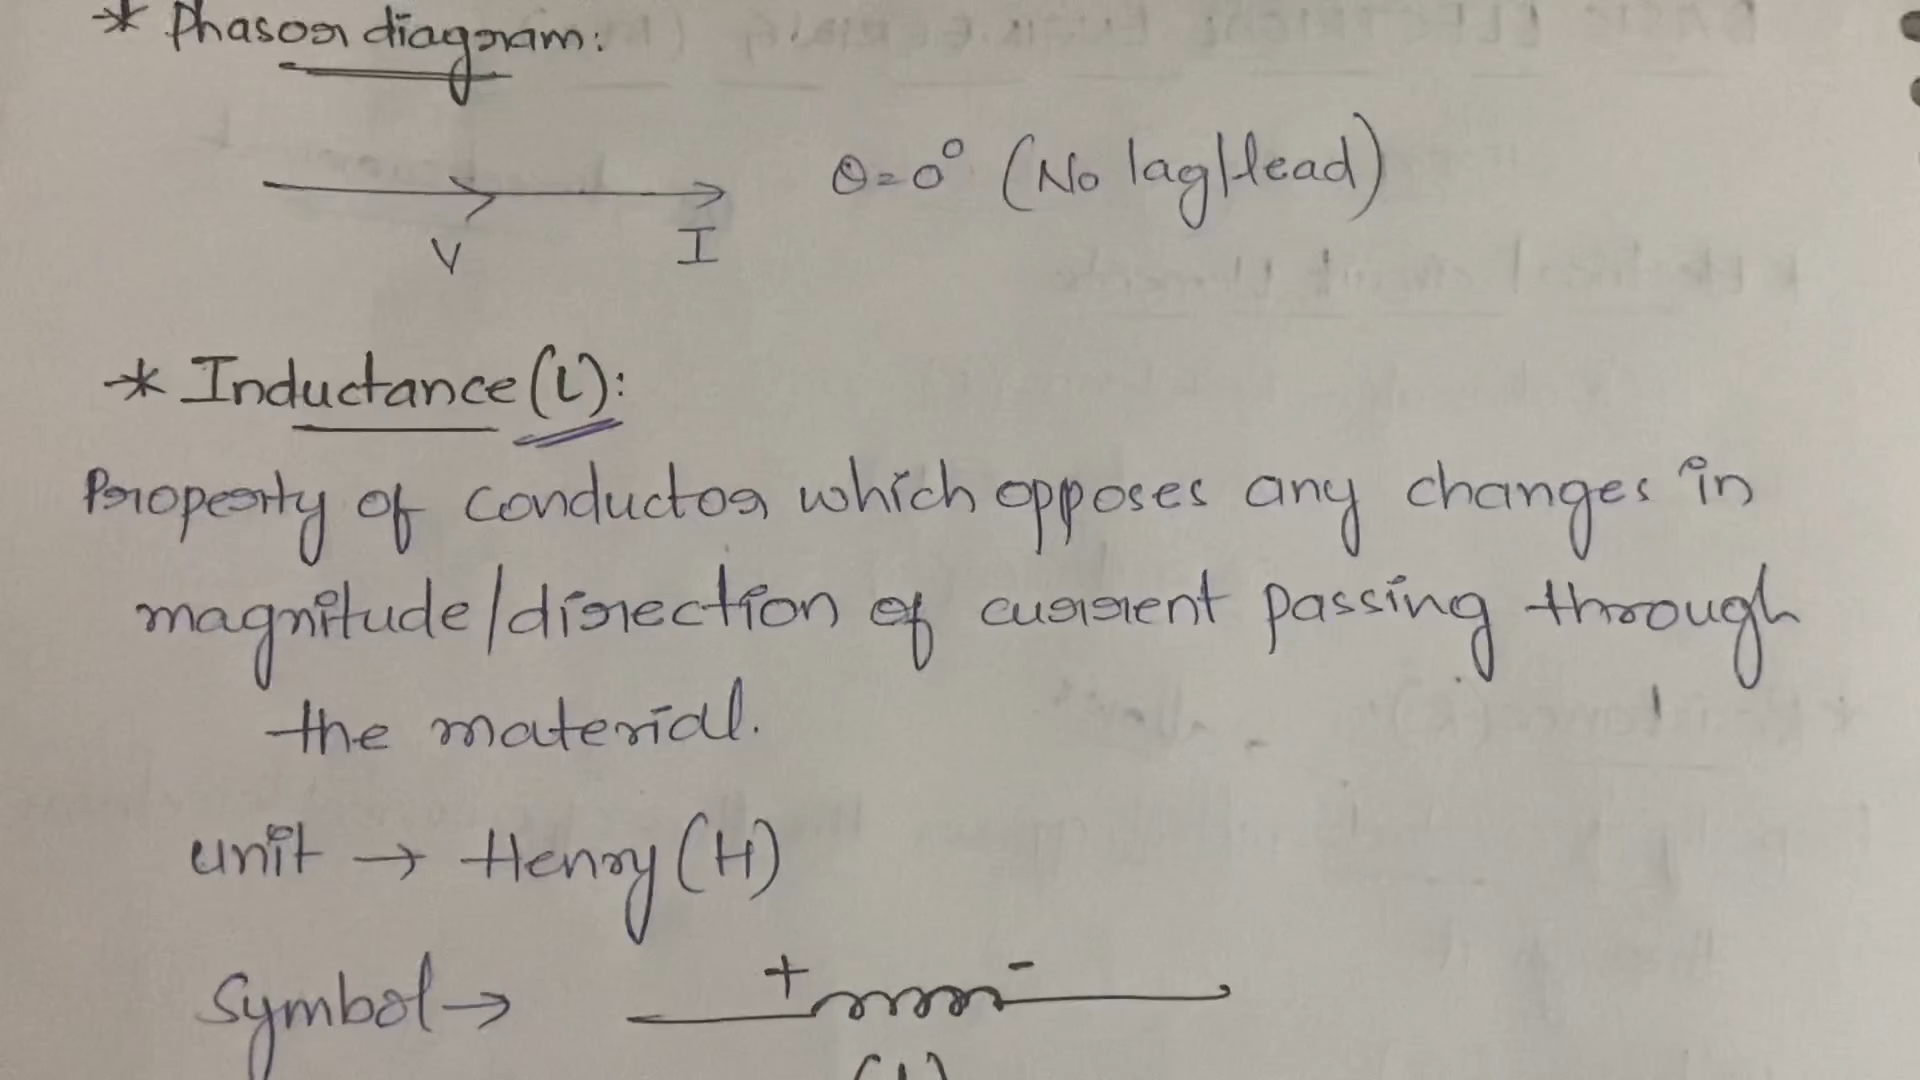 * Phasor diagram:
θ=0° (No lag/lead)
V I
* Inductance (L):
Property of conductor which opposes any changes in
magnitude/direction of current passing through
the material.
unit → Henry (H)
Symbol → + -
(L)